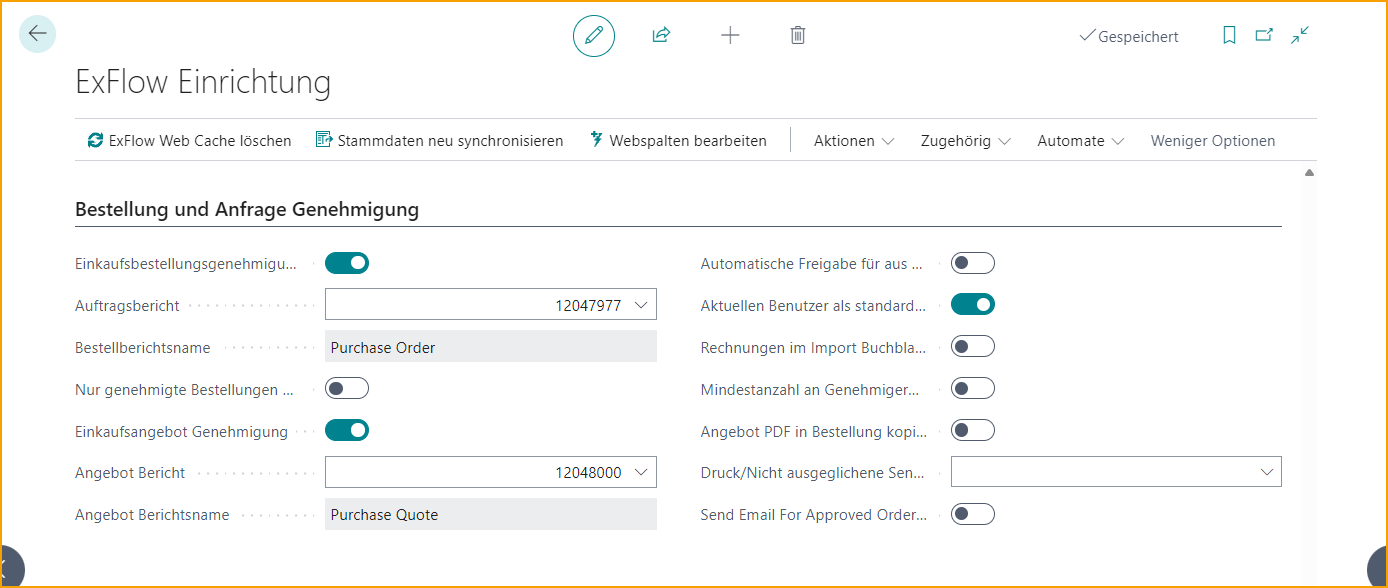 Gespeichert
ExFlow Einrichtung
ExFlow Web Cache löschen Stammdaten neu synchronisieren Webspalten bearbeiten Aktionen Zugehörig Automate Weniger Optionen
Bestellung und Anfrage Genehmigung
Einkaufsbestellungsgenehmigu...
Auftragsbericht 12047977
Bestellberichtsname Purchase Order
Nur genehmigte Bestellungen ...
Einkaufsangebot Genehmigung
Angebot Bericht 12048000
Angebot Berichtsname Purchase Quote
Automatische Freigabe für aus ...
Aktuellen Benutzer als standard...
Rechnungen im Import Buchbla...
Mindestanzahl an Genehmiger...
Angebot PDF in Bestellung kopi...
Druck/Nicht ausgeglichene Sen...
Send Email For Approved Order...